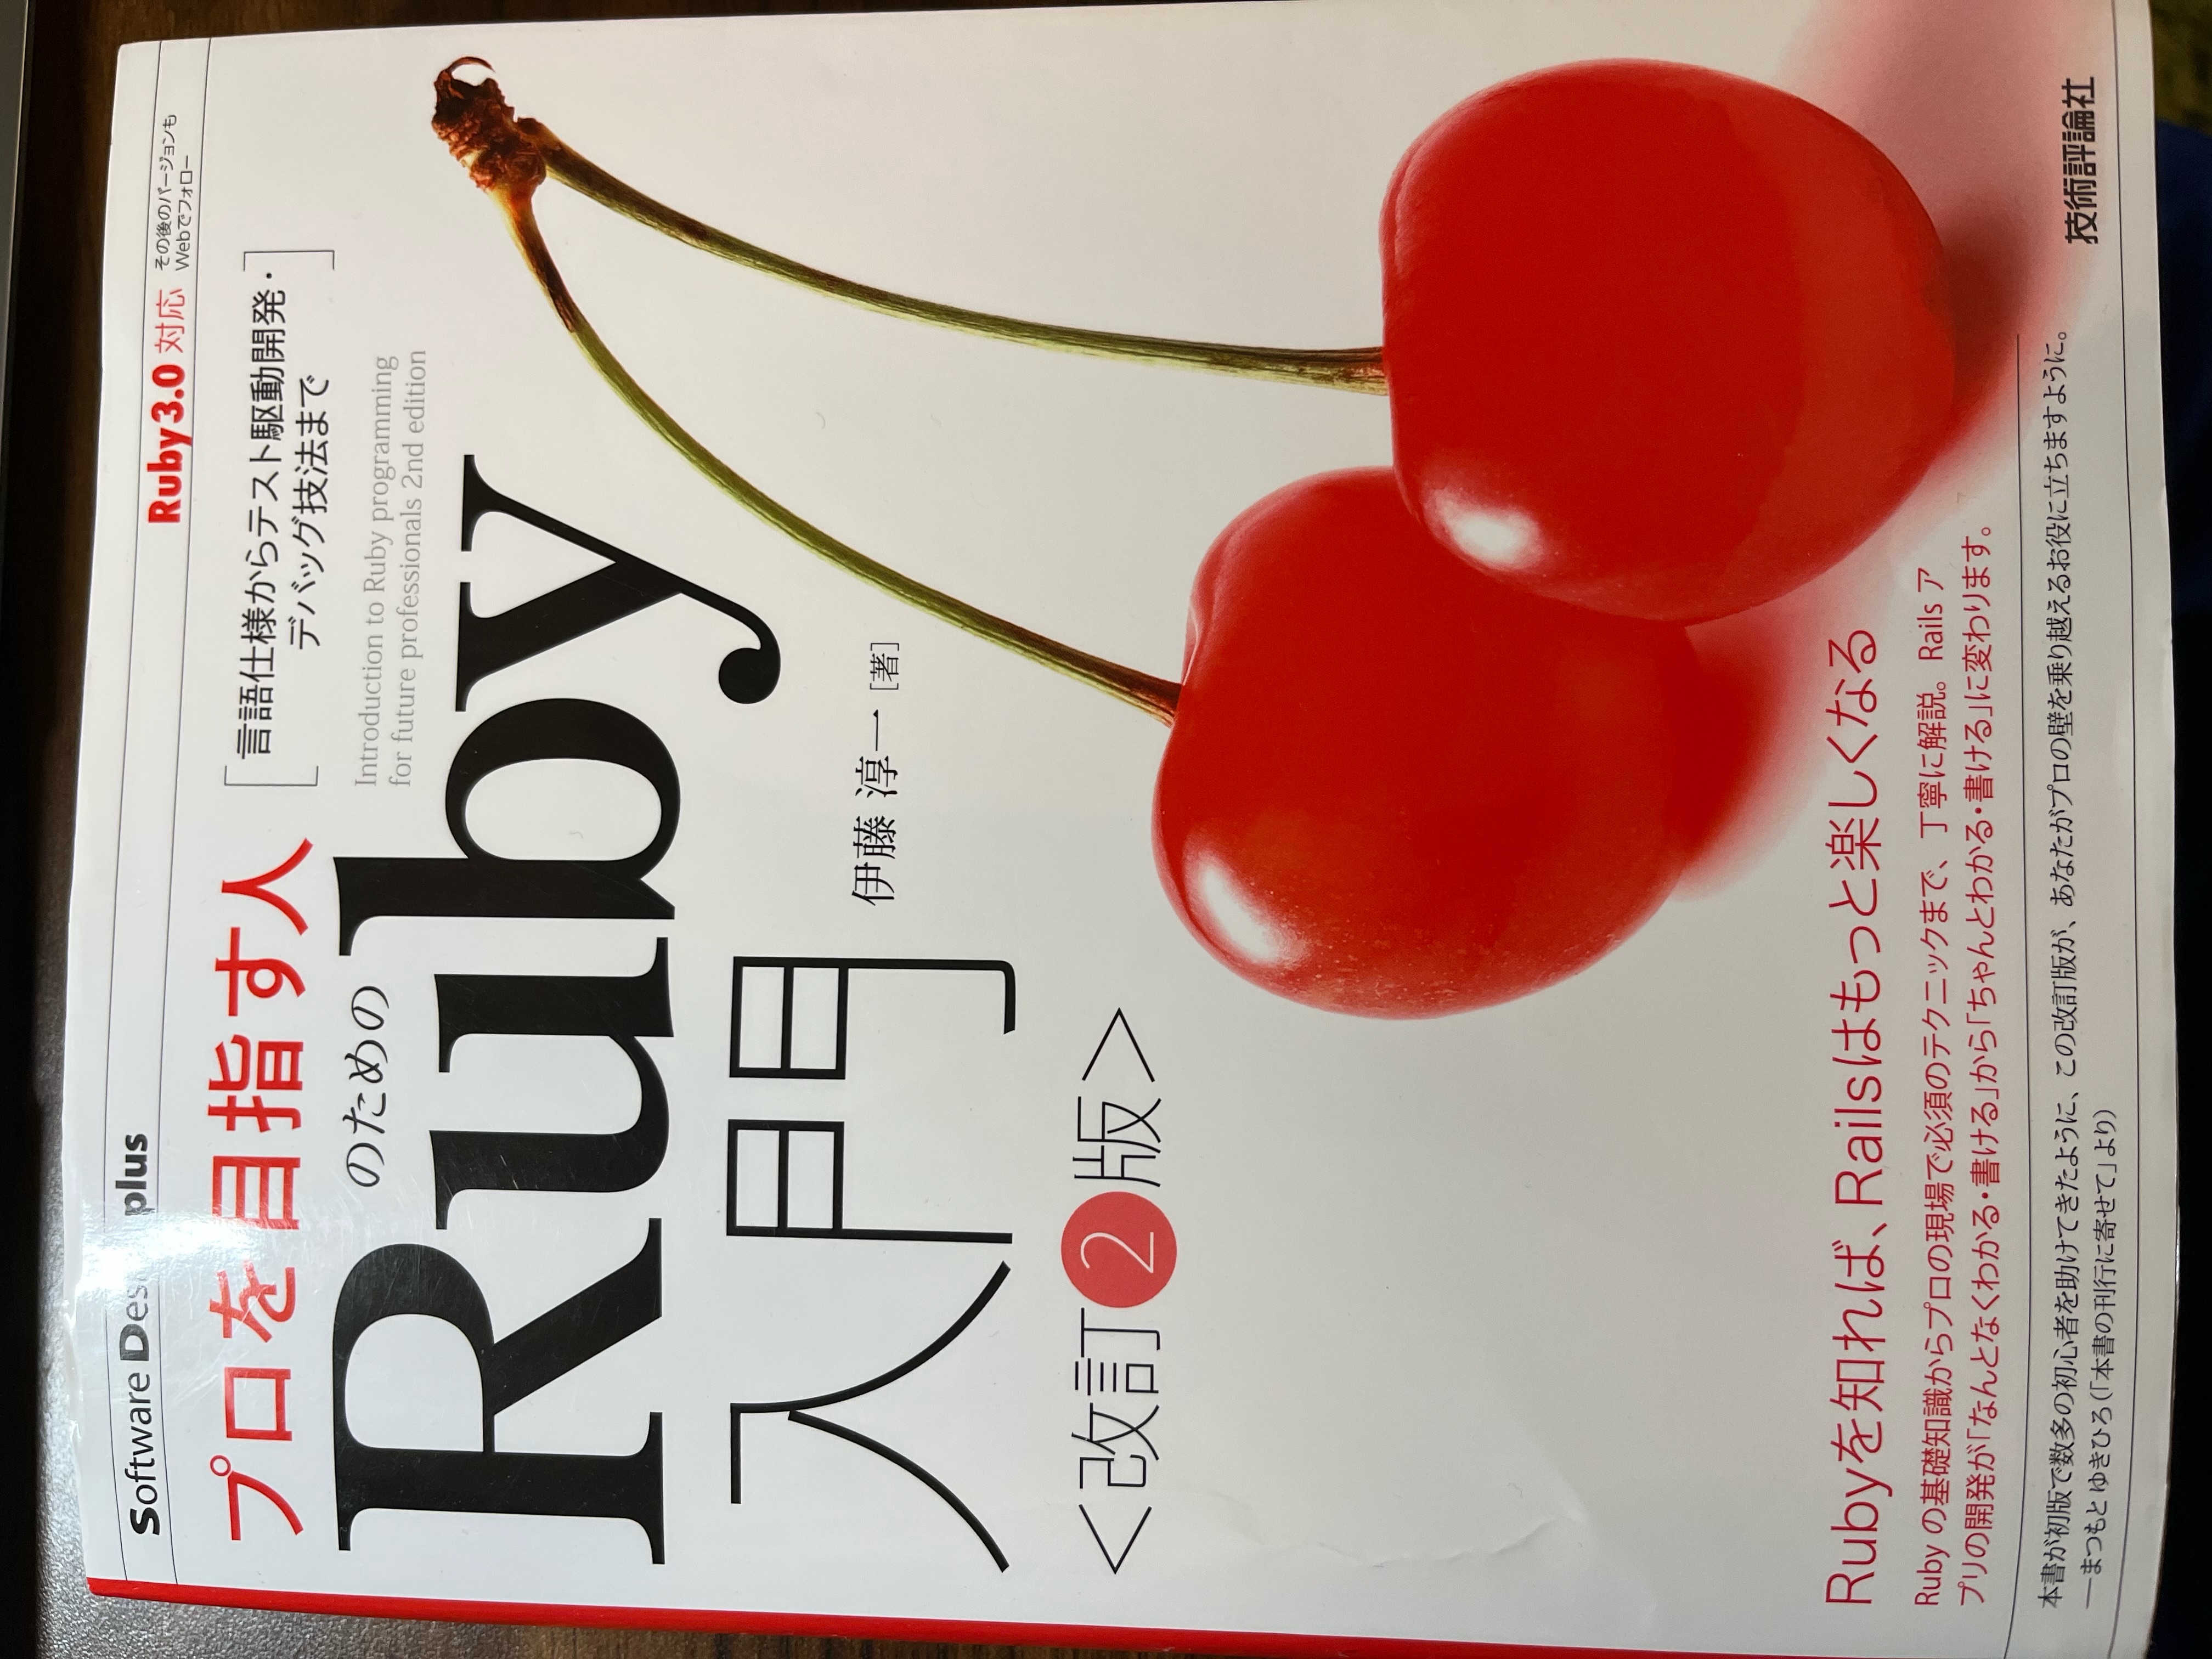 Software Des plus
Ruby3.0 対応
その後のバージョンも
Webでフォロー
プロを目指す人
のための
Ruby
入門
[言語仕様からテスト駆動開発・
デバッグ技法まで]
Introduction to Ruby programming
for future professionals 2nd edition
伊藤 淳一 [著]
<改訂2版>
Rubyを知れば、Railsはもっと楽しくなる
Ruby の基礎知識からプロの現場で必須のテクニックまで、丁寧に解説。Rails ア
プリの開発が「なんとなくわかる・書ける」から「ちゃんとわかる・書ける」に変わります。
本書が初版で数多の初心者を助けてきたように、この改訂版が、あなたがプロの壁を乗り越えるお役に立ちますように。
―まつもと ゆきひろ(「本書の刊行に寄せて」より)
技術評論社